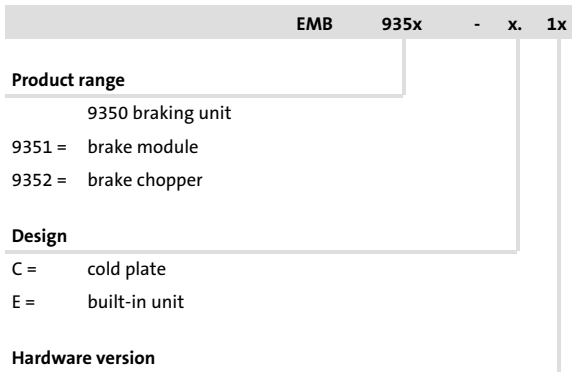 EMB 935x - x. 1x
Product range
9350 braking unit
9351 = brake module
9352 = brake chopper
Design
C = cold plate
E = built-in unit
Hardware version